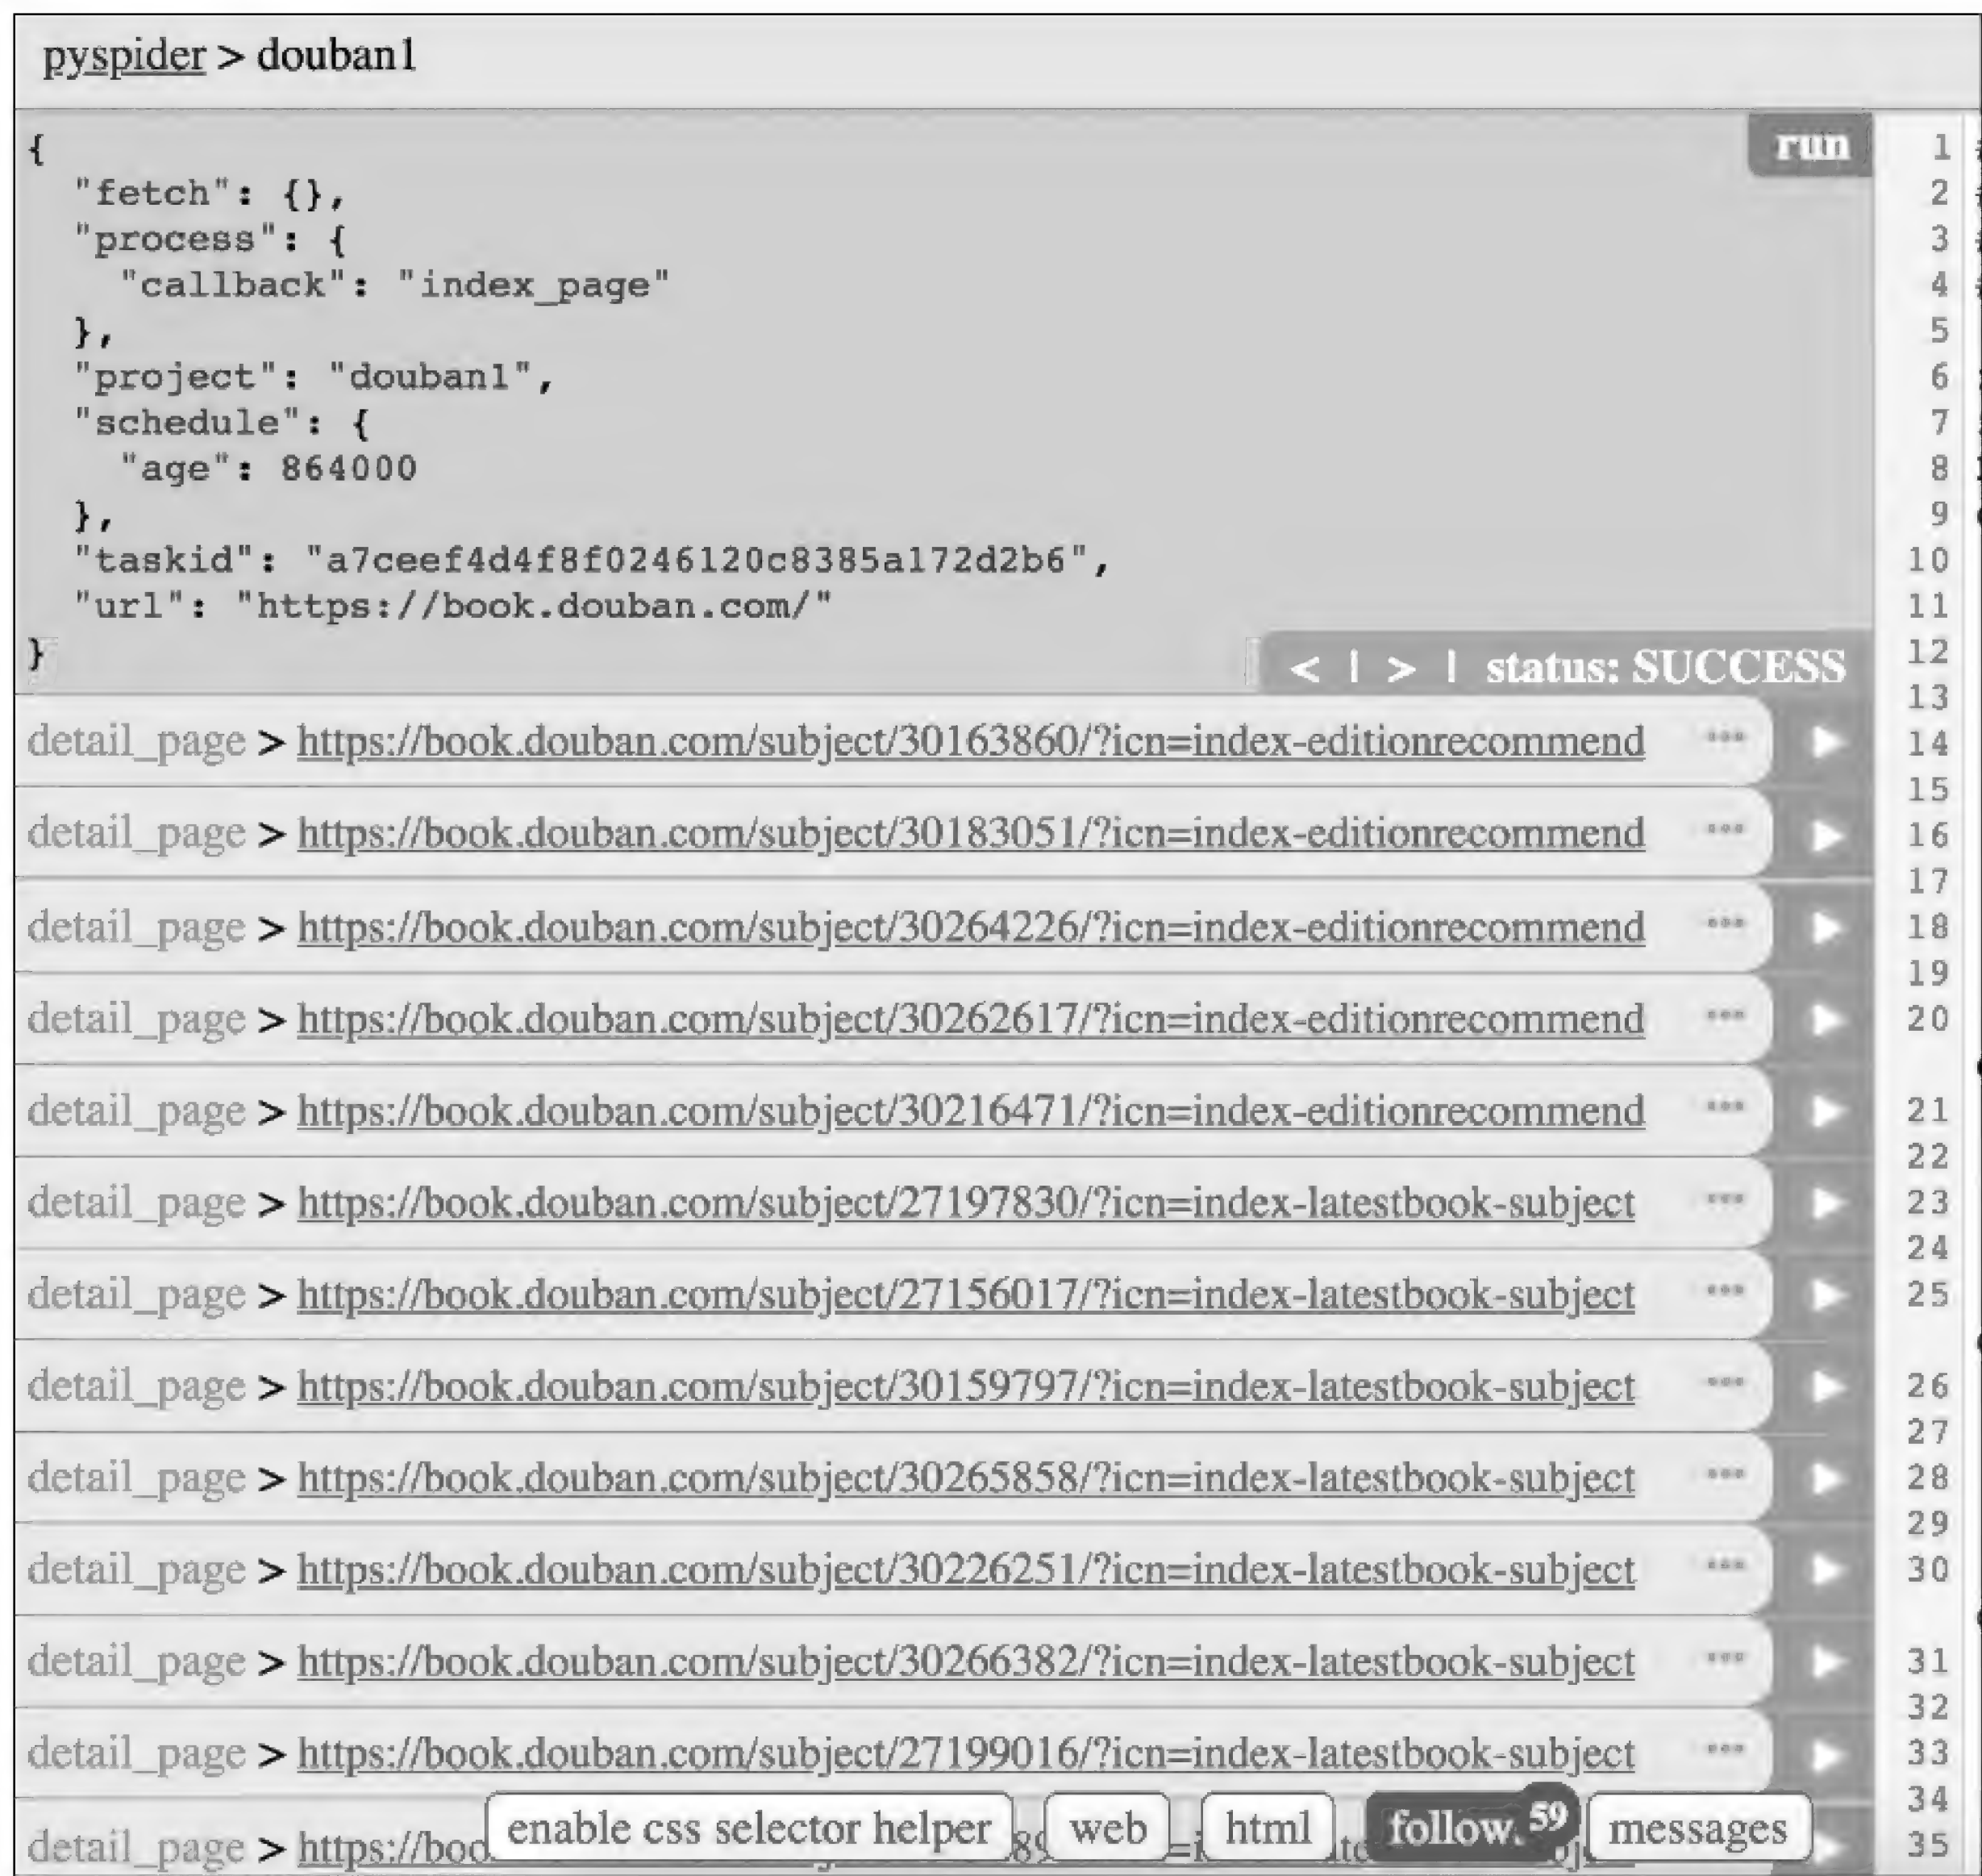 pyspider > douban1
run
{
"fetch": {},
"process": {
"callback": "index_page"
},
"project": "douban1",
"schedule": {
"age": 864000
},
"taskid": "a7ceef4d4f8f0246120c8385a172d2b6",
"url": "https://book.douban.com/"
}
< | > | status: SUCCESS
detail_page > https://book.douban.com/subject/30163860/?icn=index-editionrecommend ...
detail_page > https://book.douban.com/subject/30183051/?icn=index-editionrecommend ...
detail_page > https://book.douban.com/subject/30264226/?icn=index-editionrecommend ...
detail_page > https://book.douban.com/subject/30262617/?icn=index-editionrecommend ...
detail_page > https://book.douban.com/subject/30216471/?icn=index-editionrecommend ...
detail_page > https://book.douban.com/subject/27197830/?icn=index-latestbook-subject ...
detail_page > https://book.douban.com/subject/27156017/?icn=index-latestbook-subject ...
detail_page > https://book.douban.com/subject/30159797/?icn=index-latestbook-subject ...
detail_page > https://book.douban.com/subject/30265858/?icn=index-latestbook-subject ...
detail_page > https://book.douban.com/subject/30226251/?icn=index-latestbook-subject ...
detail_page > https://book.douban.com/subject/30266382/?icn=index-latestbook-subject ...
detail_page > https://book.douban.com/subject/27199016/?icn=index-latestbook-subject ...
detail_page >
enable css selector helper web html follow 59 messages
1
2
3
4
5
6
7
8
9
10
11
12
13
14
15
16
17
18
19
20
21
22
23
24
25
26
27
28
29
30
31
32
33
34
35